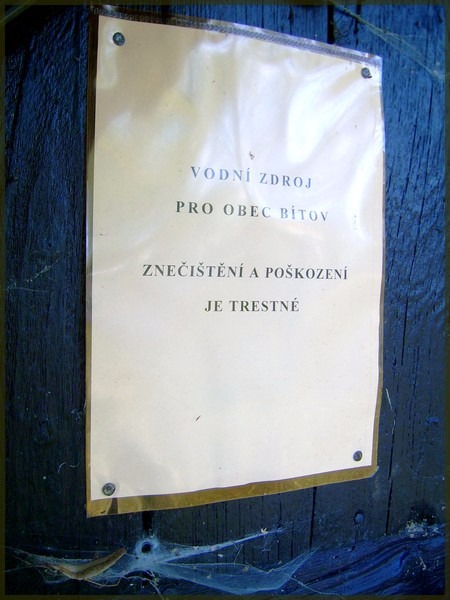 VODNÍ ZDROJ
PRO OBEC BÍTOV
ZNEČIŠTĚNÍ A POŠKOZENÍ
JE TRESTNÉ